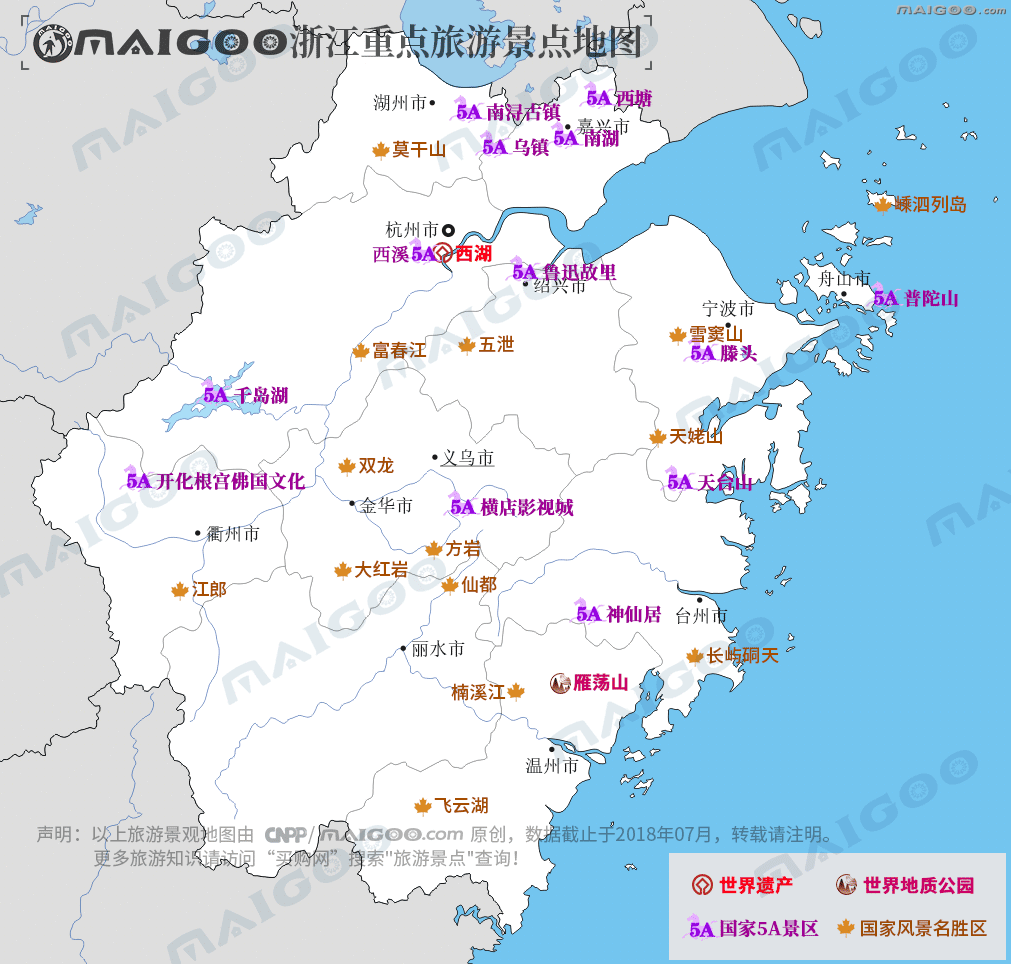 MAIGOO.com
MAIGOO浙江重点旅游景点地图
湖州市
5A 南浔古镇
5A 西塘
嘉兴市
5A 南湖
5A 乌镇
莫干山
嵊泗列岛
杭州市
西溪5A 西湖
5A 鲁迅故里
绍兴市
舟山市
5A 普陀山
宁波市
雪窦山
5A 滕头
富春江
五泄
5A 千岛湖
天姥山
双龙
义乌市
5A 开化根宫佛国文化
5A 天台山
金华市
5A 横店影视城
衢州市
方岩
大红岩
仙都
江郎
5A 神仙居
台州市
丽水市
长屿硐天
雁荡山
楠溪江
温州市
飞云湖
声明：以上旅游景观地图由 CNPP/MAIGOO.com 原创，数据截止于2018年07月，转载请注明。
更多旅游知识请访问“买购网”搜索"旅游景点"查询！
世界遗产
世界地质公园
5A 国家5A景区
国家风景名胜区